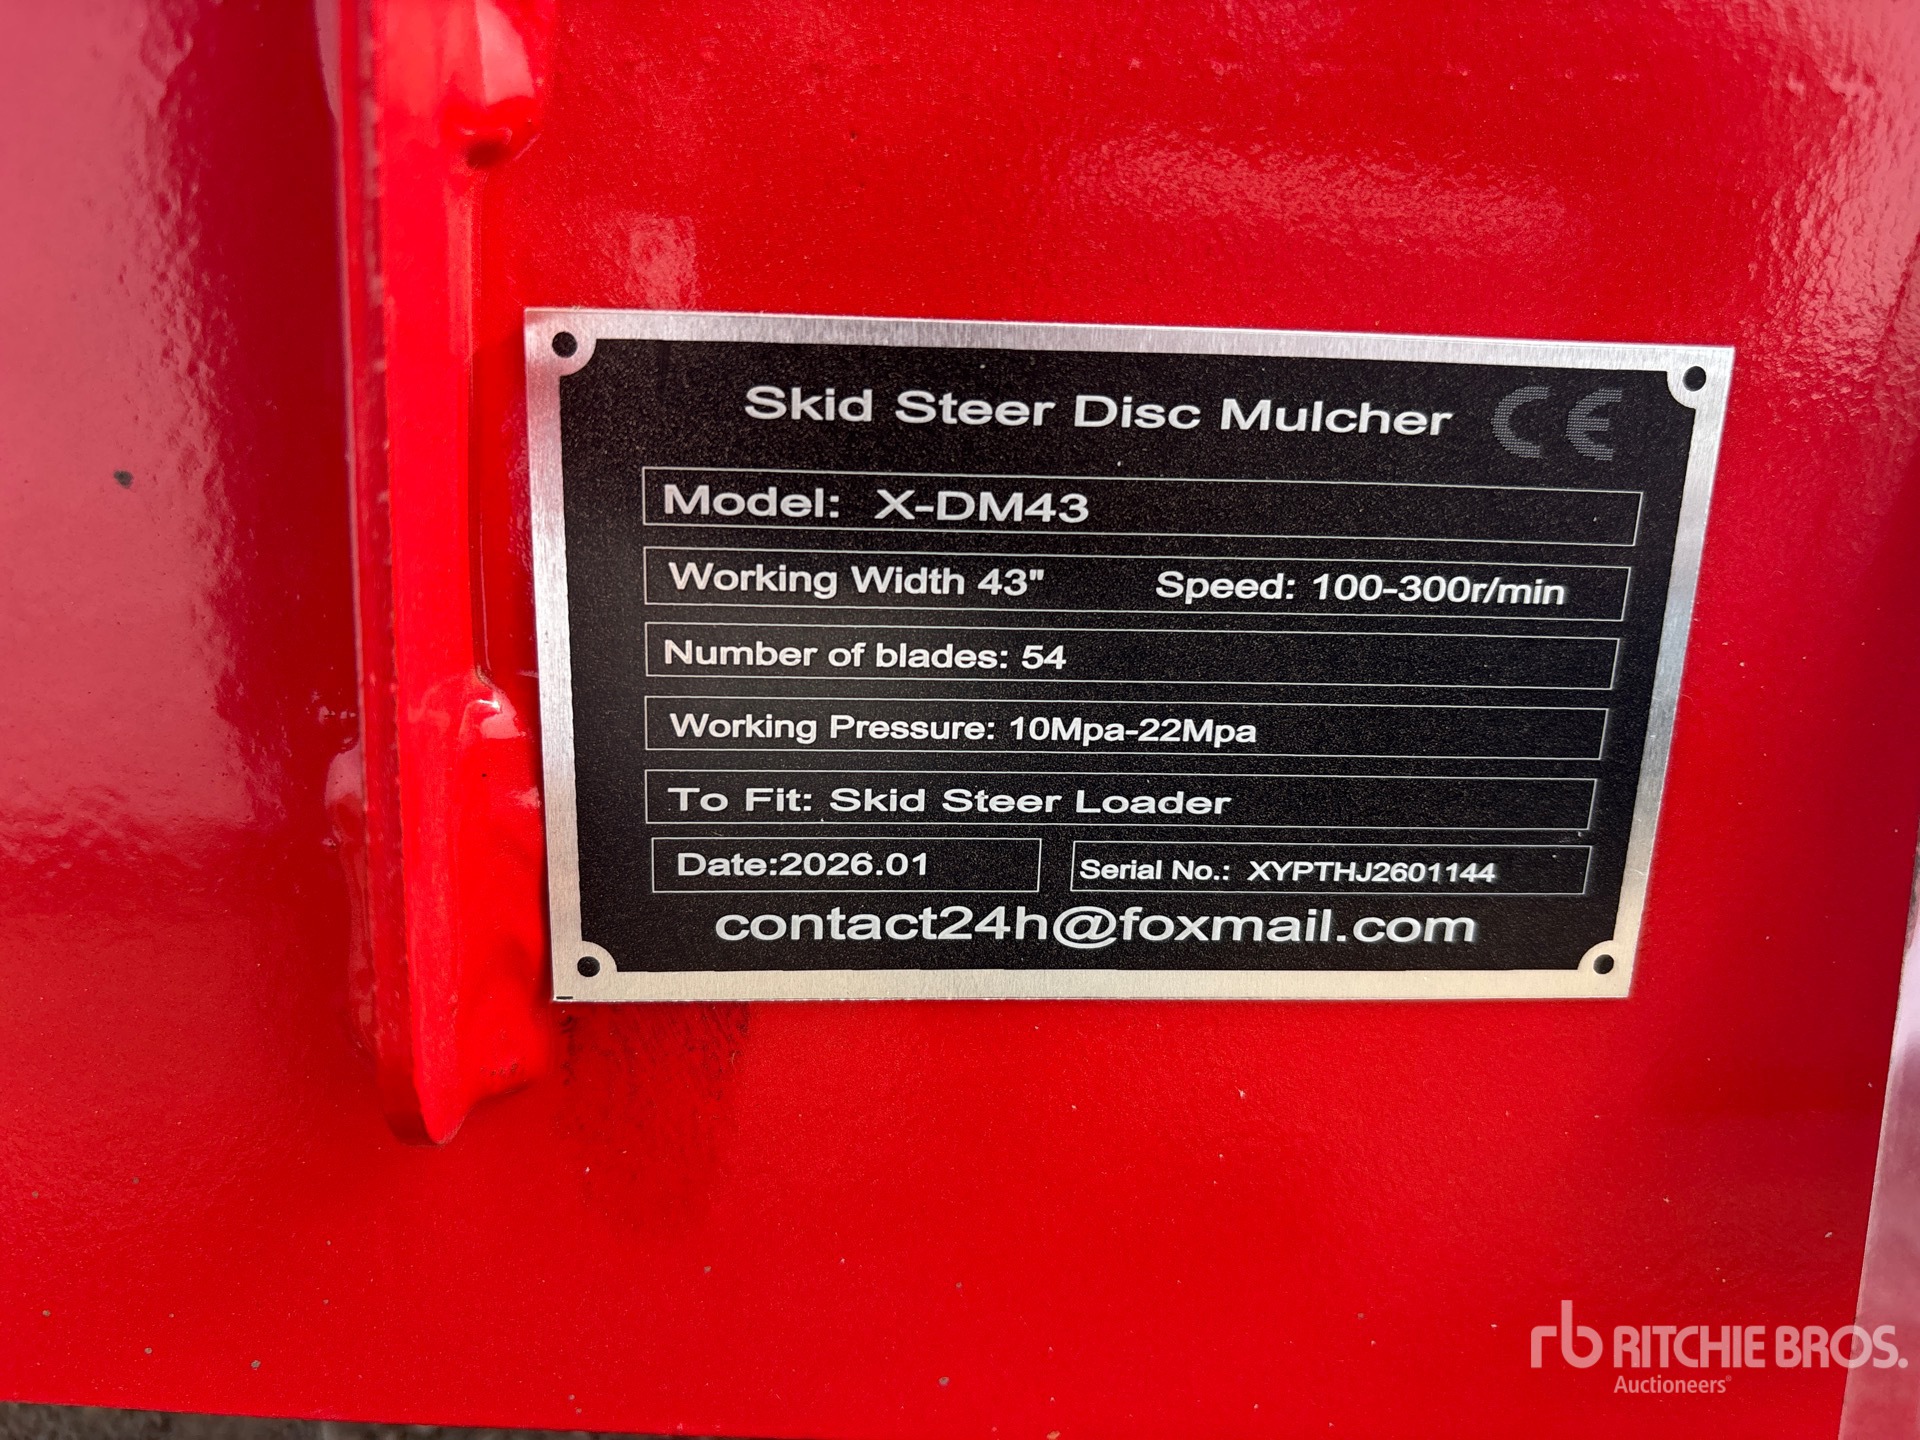 Skid Steer Disc Mulcher CE
Model: X-DM43
Working Width 43" Speed: 100-300r/min
Number of blades: 54
Working Pressure: 10Mpa-22Mpa
To Fit: Skid Steer Loader
Date:2026.01 Serial No.: XYPTHJ2601144
contact24h@foxmail.com
rb RITCHIE BROS.
Auctioneers